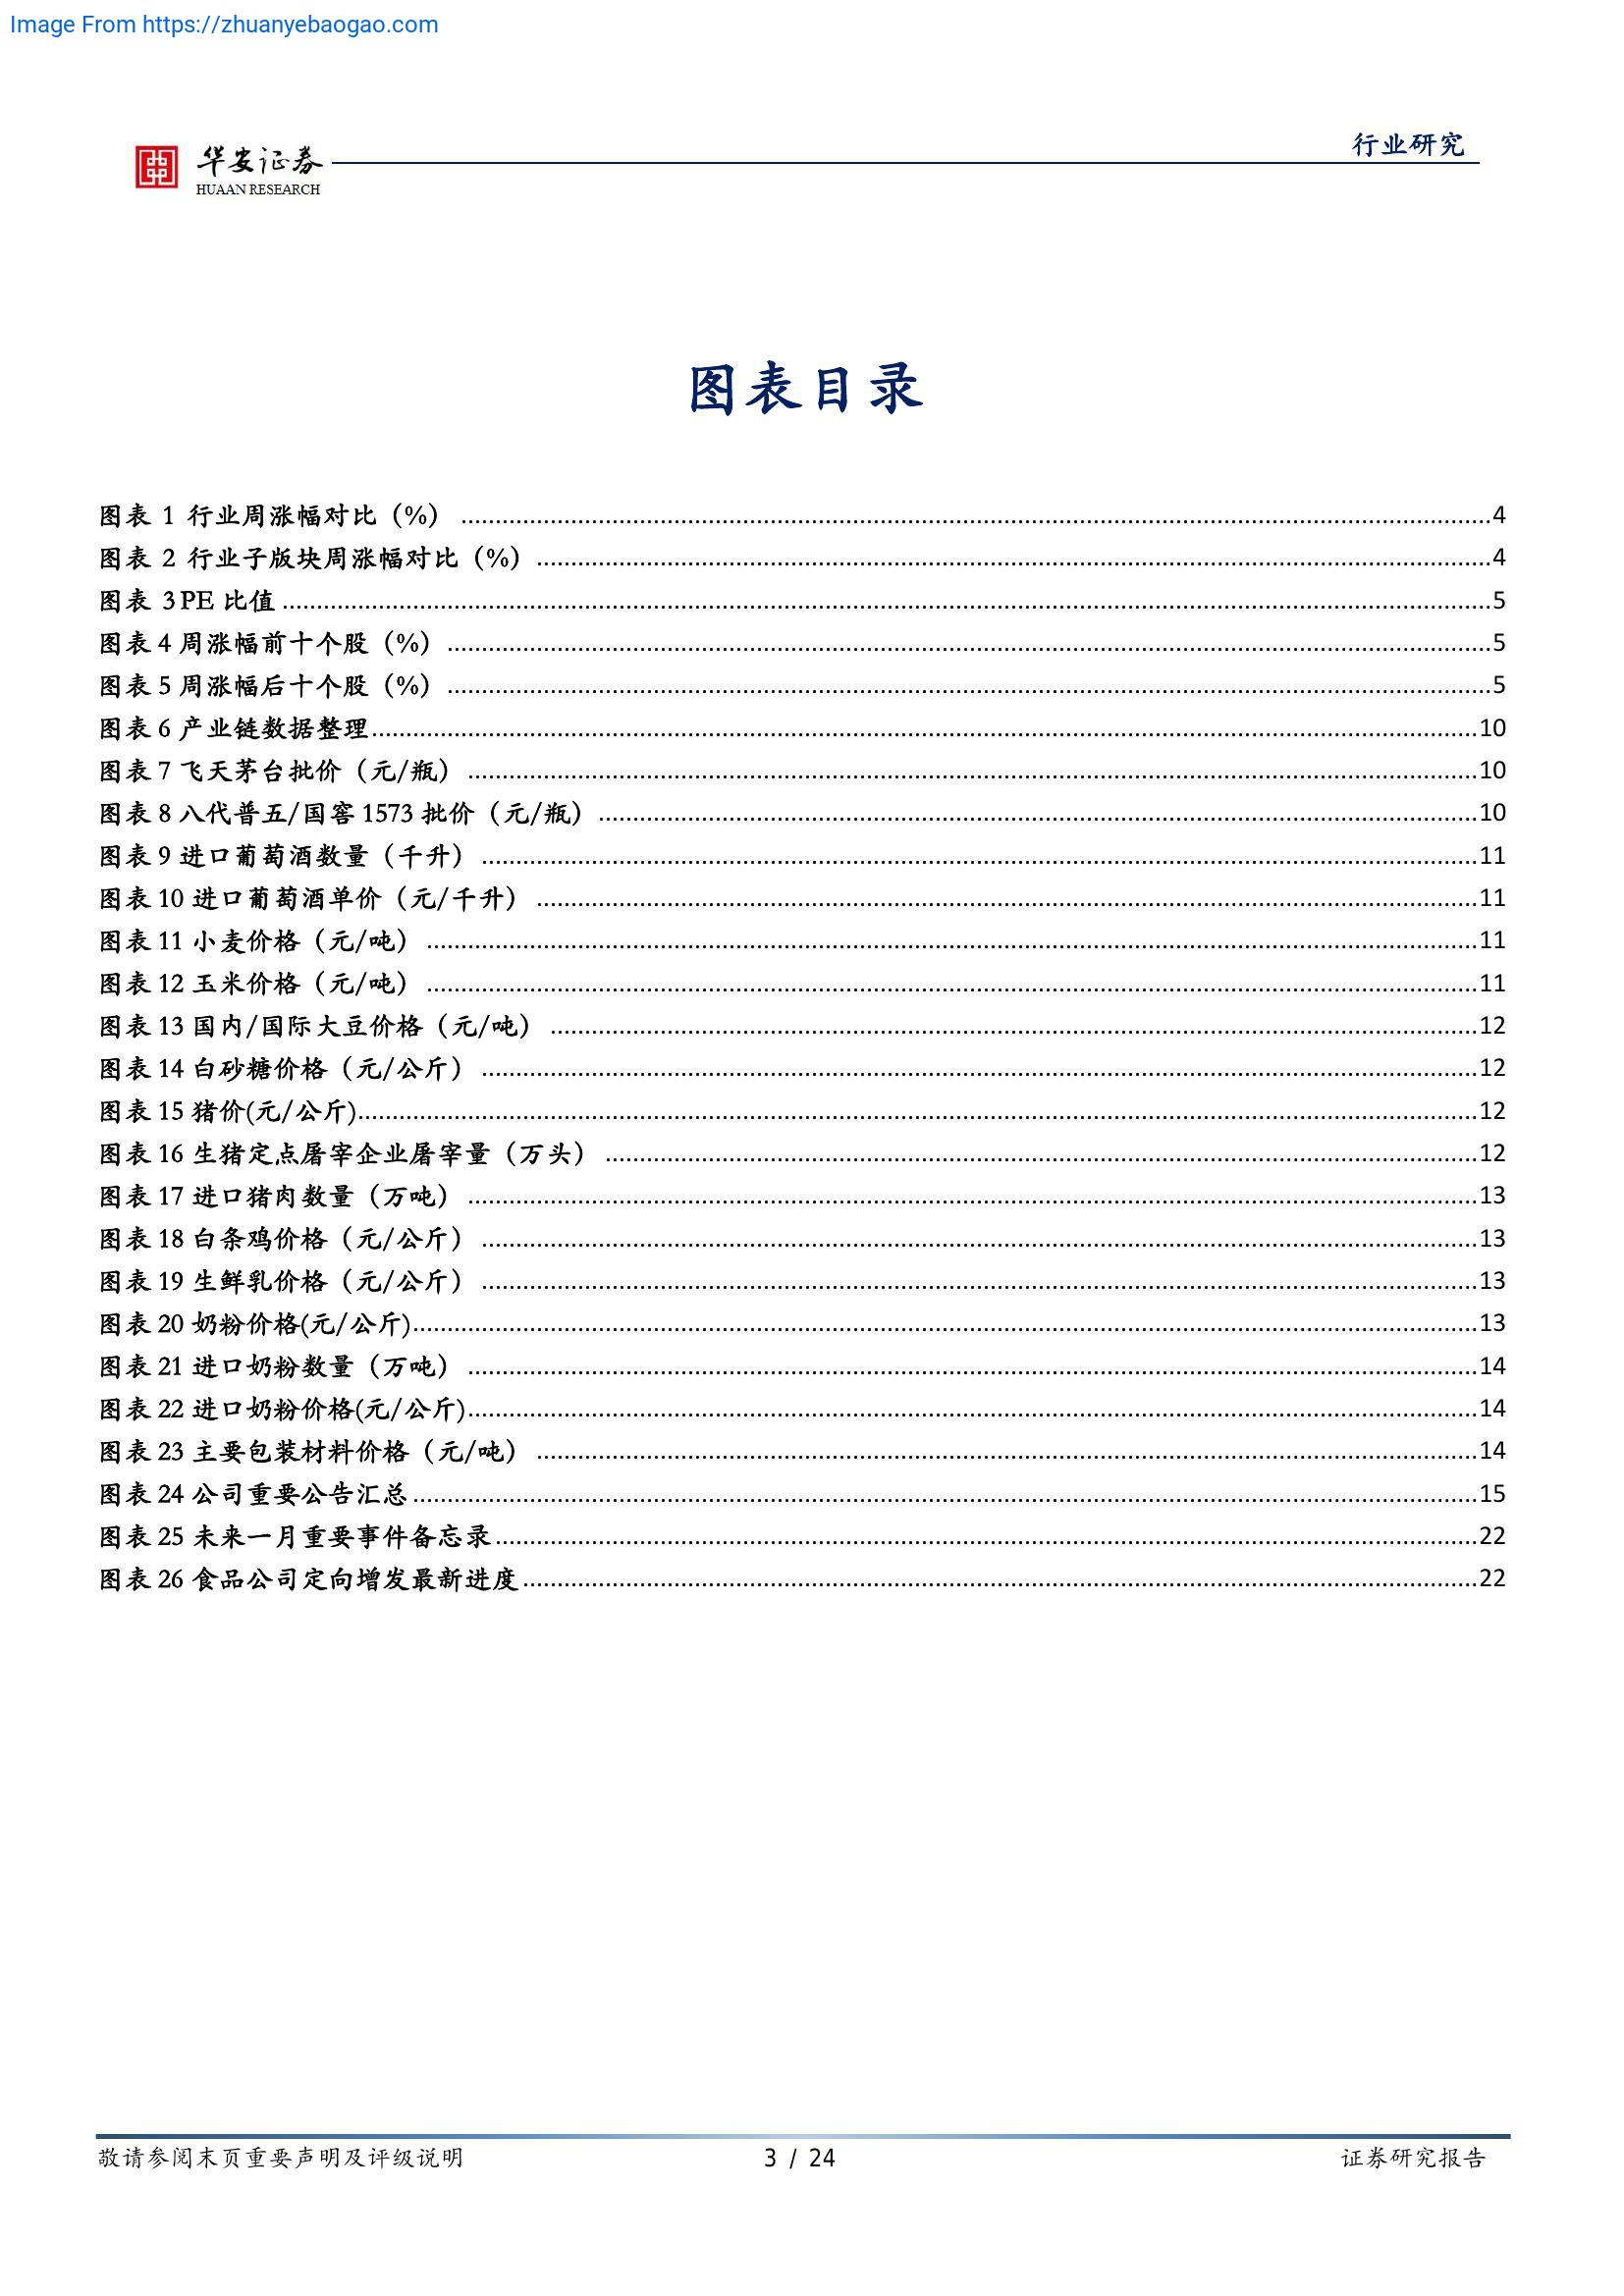 Image From https://zhuanyebaogao.com
行业研究
华安证券
HUAAN RESEARCH
图表目录
图表 1 行业周涨幅对比（%） ........ 4
图表 2 行业子版块周涨幅对比（%） ........ 4
图表 3 PE 比值 ........ 5
图表 4 周涨幅前十个股（%） ........ 5
图表 5 周涨幅后十个股（%） ........ 5
图表 6 产业链数据整理 ........ 10
图表 7 飞天茅台批价（元/瓶） ........ 10
图表 8 八代普五/国窖 1573 批价（元/瓶） ........ 10
图表 9 进口葡萄酒数量（千升） ........ 11
图表 10 进口葡萄酒单价（元/千升） ........ 11
图表 11 小麦价格（元/吨） ........ 11
图表 12 玉米价格（元/吨） ........ 11
图表 13 国内/国际大豆价格（元/吨） ........ 12
图表 14 白砂糖价格（元/公斤） ........ 12
图表 15 猪价(元/公斤) ........ 12
图表 16 生猪定点屠宰企业屠宰量（万头） ........ 12
图表 17 进口猪肉数量（万吨） ........ 13
图表 18 白条鸡价格（元/公斤） ........ 13
图表 19 生鲜乳价格（元/公斤） ........ 13
图表 20 奶粉价格(元/公斤) ........ 13
图表 21 进口奶粉数量（万吨） ........ 14
图表 22 进口奶粉价格(元/公斤) ........ 14
图表 23 主要包装材料价格（元/吨） ........ 14
图表 24 公司重要公告汇总 ........ 15
图表 25 未来一月重要事件备忘录 ........ 22
图表 26 食品公司定向增发最新进度 ........ 22
敬请参阅末页重要声明及评级说明 3 / 24 证券研究报告